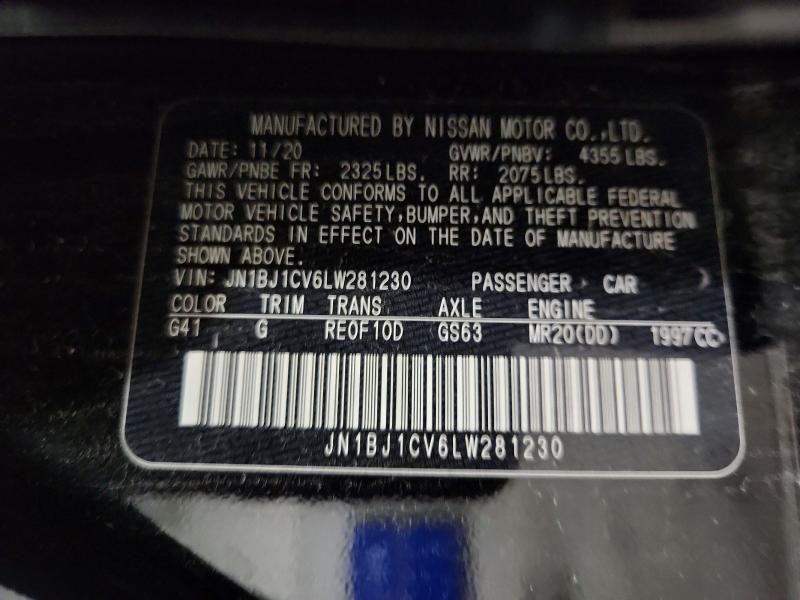 MANUFACTURED BY NISSAN MOTOR CO.,LTD.
DATE: 11/20 GVWR/PNBV: 4355 LBS.
GAWR/PNBE FR: 2325 LBS. RR: 2075 LBS.
THIS VEHICLE CONFORMS TO ALL APPLICABLE FEDERAL
MOTOR VEHICLE SAFETY, BUMPER, AND THEFT PREVENTION
STANDARDS IN EFFECT ON THE DATE OF MANUFACTURE
SHOWN ABOVE.
VIN: JN1BJ1CV6LW281230 PASSENGER CAR
COLOR TRIM TRANS AXLE ENGINE
G41 G RE0F10D GS63 MR20(DD) 1997CC
JN1BJ1CV6LW281230